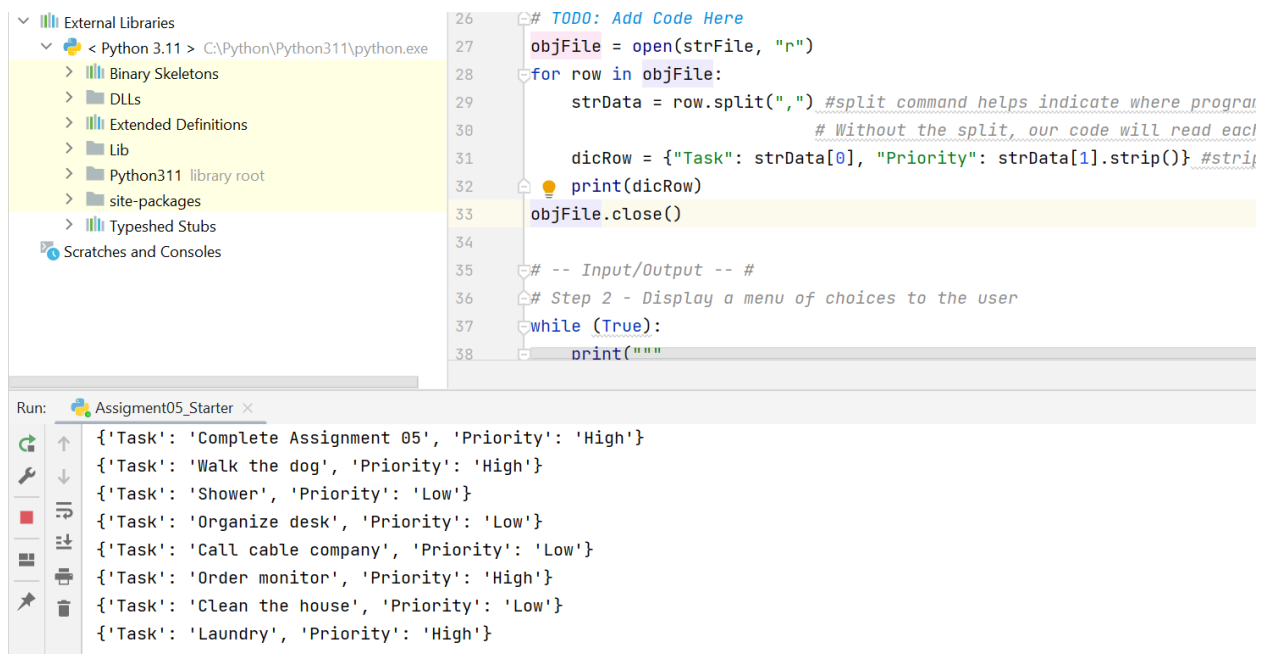 External Libraries
< Python 3.11 > C:\Python\Python311\python.exe
Binary Skeletons
DLLs
Extended Definitions
Lib
Python311 library root
site-packages
Typeshed Stubs
Scratches and Consoles
26 # TODO: Add Code Here
27 objFile = open(strFile, "r")
28 for row in objFile:
29     strData = row.split(",") #split command helps indicate where program
30                             # Without the split, our code will read each
31     dicRow = {"Task": strData[0], "Priority": strData[1].strip()} #strip
32     print(dicRow)
33 objFile.close()
34
35 # -- Input/Output -- #
36 # Step 2 - Display a menu of choices to the user
37 while (True):
38     print("""
Run: Assigment05_Starter
{'Task': 'Complete Assignment 05', 'Priority': 'High'}
{'Task': 'Walk the dog', 'Priority': 'High'}
{'Task': 'Shower', 'Priority': 'Low'}
{'Task': 'Organize desk', 'Priority': 'Low'}
{'Task': 'Call cable company', 'Priority': 'Low'}
{'Task': 'Order monitor', 'Priority': 'High'}
{'Task': 'Clean the house', 'Priority': 'Low'}
{'Task': 'Laundry', 'Priority': 'High'}